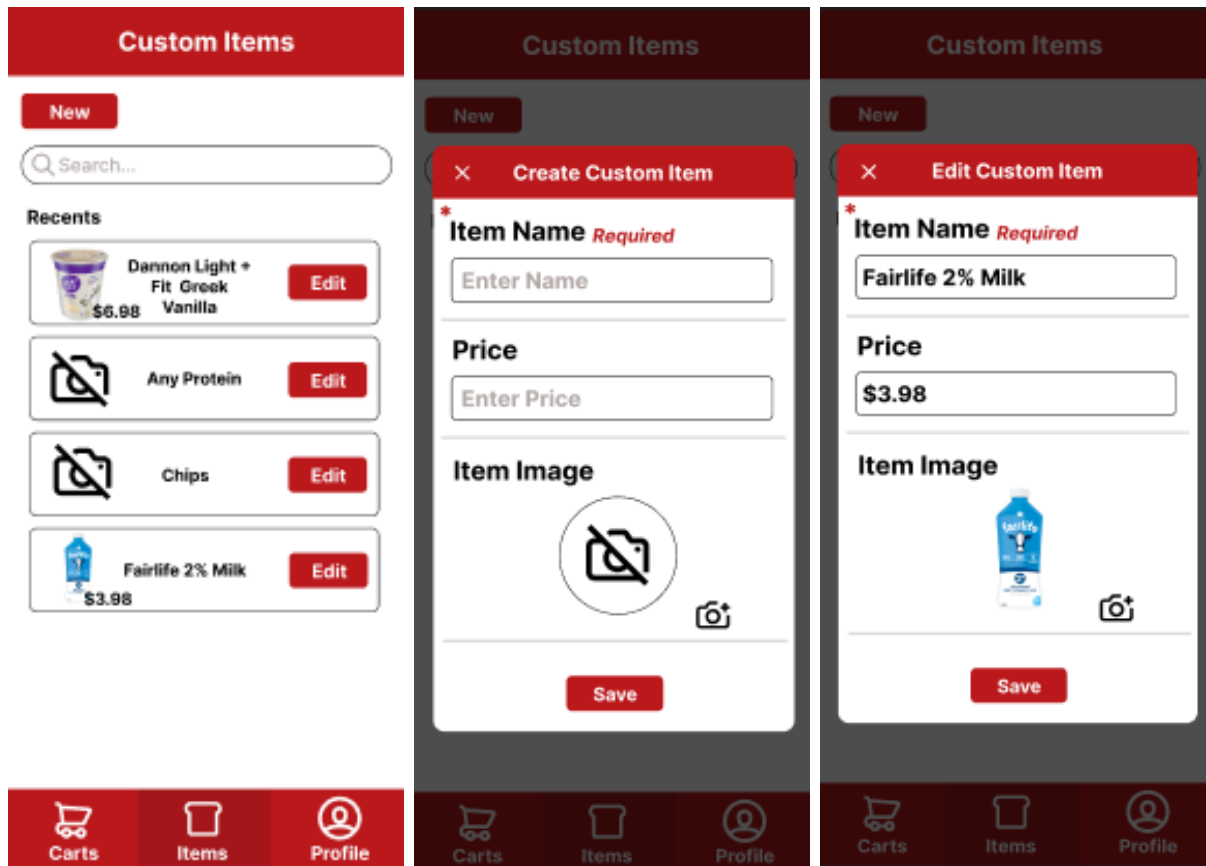 Custom Items
New
Search...
Recents
Dannon Light +
Fit Greek
Vanilla
$6.98
Edit
Any Protein
Edit
Chips
Edit
Fairlife 2% Milk
$3.98
Edit
Carts
Items
Profile
Custom Items
New
Create Custom Item
*
Item Name Required
Enter Name
Price
Enter Price
Item Image
Save
Carts
Items
Profile
Custom Items
New
Edit Custom Item
*
Item Name Required
Fairlife 2% Milk
Price
$3.98
Item Image
fairlife
Save
Carts
Items
Profile